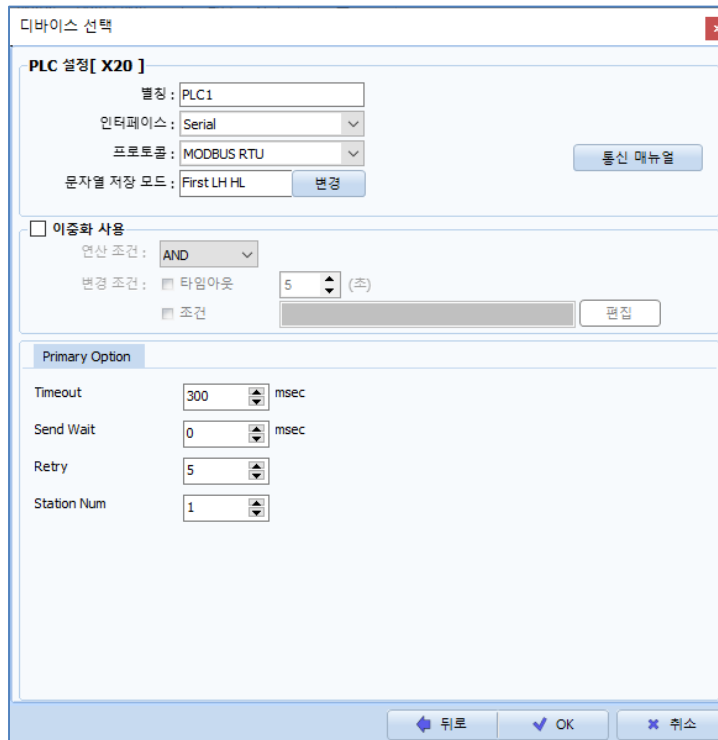 디바이스 선택
PLC 설정[ X20 ]
별칭 : PLC1
인터페이스 : Serial
프로토콜 : MODBUS RTU
통신 매뉴얼
문자열 저장 모드 : First LH HL 변경
이중화 사용
연산 조건 : AND
변경 조건 : 타임아웃 5 (초)
조건 편집
Primary Option
Timeout 300 msec
Send Wait 0 msec
Retry 5
Station Num 1
뒤로 OK 취소